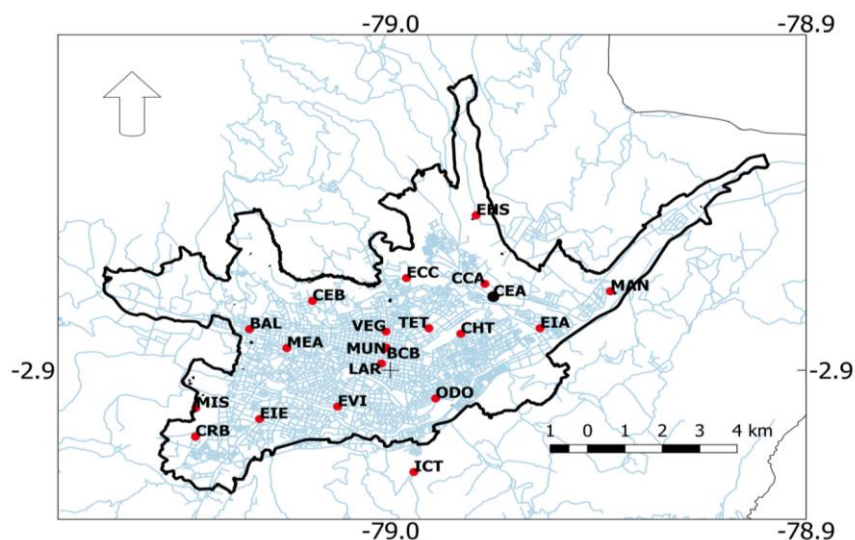 -79.0 -78.9
EHS
ECC CCA
CEA MAN
CEB
BAL VEG TET CHT EIA
MEA MUN BCB
LAR
-2.9 -2.9
MIS EVI ODO
EIE
CRB
1 0 1 2 3 4 km
ICT
-79.0 -78.9